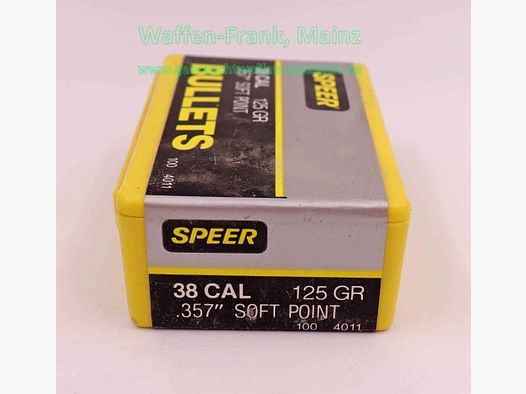 Waffen-Frank, Mainz
SPEER
38 CAL 125 GR
SOFT POINT
BULLETS
100 4011
SPEER
38 CAL 125 GR
.357" SOFT POINT
100 4011